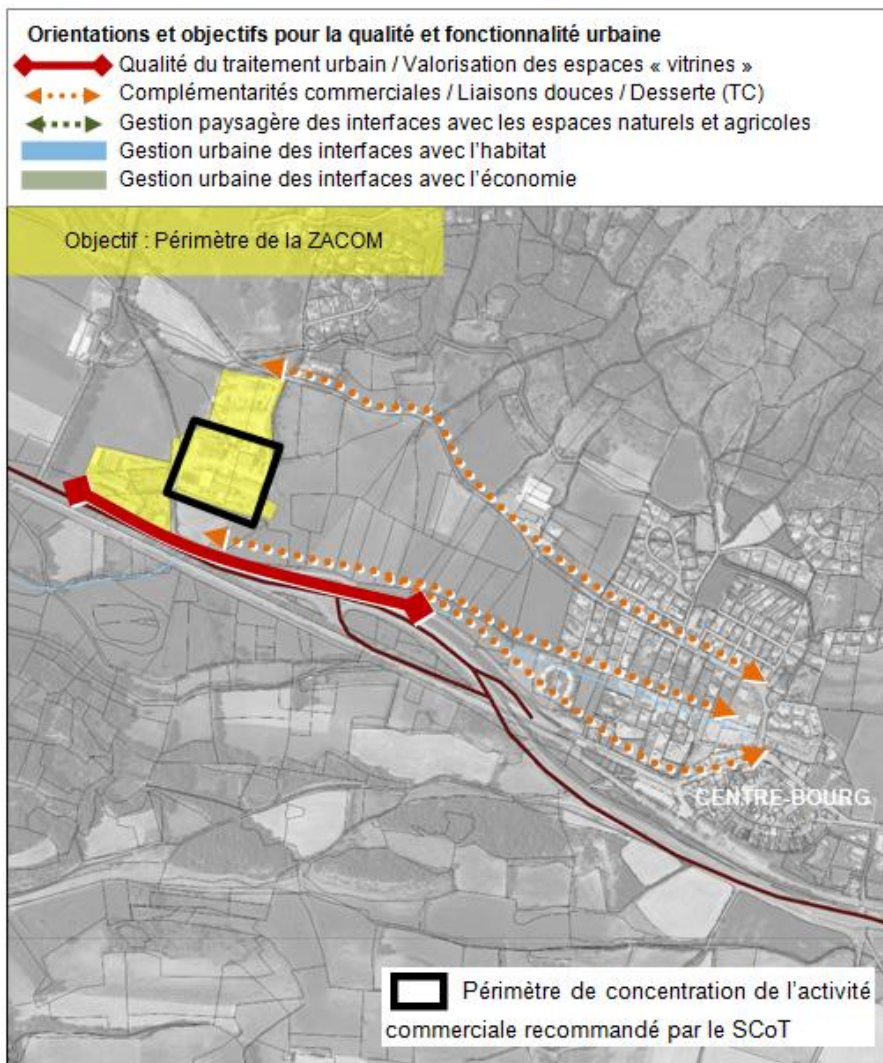 Orientations et objectifs pour la qualité et fonctionnalité urbaine
Qualité du traitement urbain / Valorisation des espaces « vitrines »
Complémentarités commerciales / Liaisons douces / Desserte (TC)
Gestion paysagère des interfaces avec les espaces naturels et agricoles
Gestion urbaine des interfaces avec l'habitat
Gestion urbaine des interfaces avec l'économie
Objectif : Périmètre de la ZACOM
CENTRE-BOURG
Périmètre de concentration de l'activité
commerciale recommandé par le SCoT